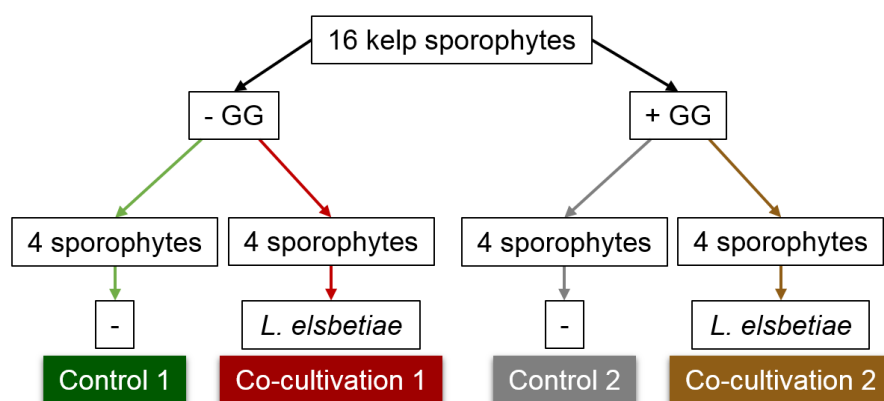 16 kelp sporophytes
- GG
+ GG
4 sporophytes
4 sporophytes
4 sporophytes
4 sporophytes
-
L. elsbetiae
-
L. elsbetiae
Control 1
Co-cultivation 1
Control 2
Co-cultivation 2